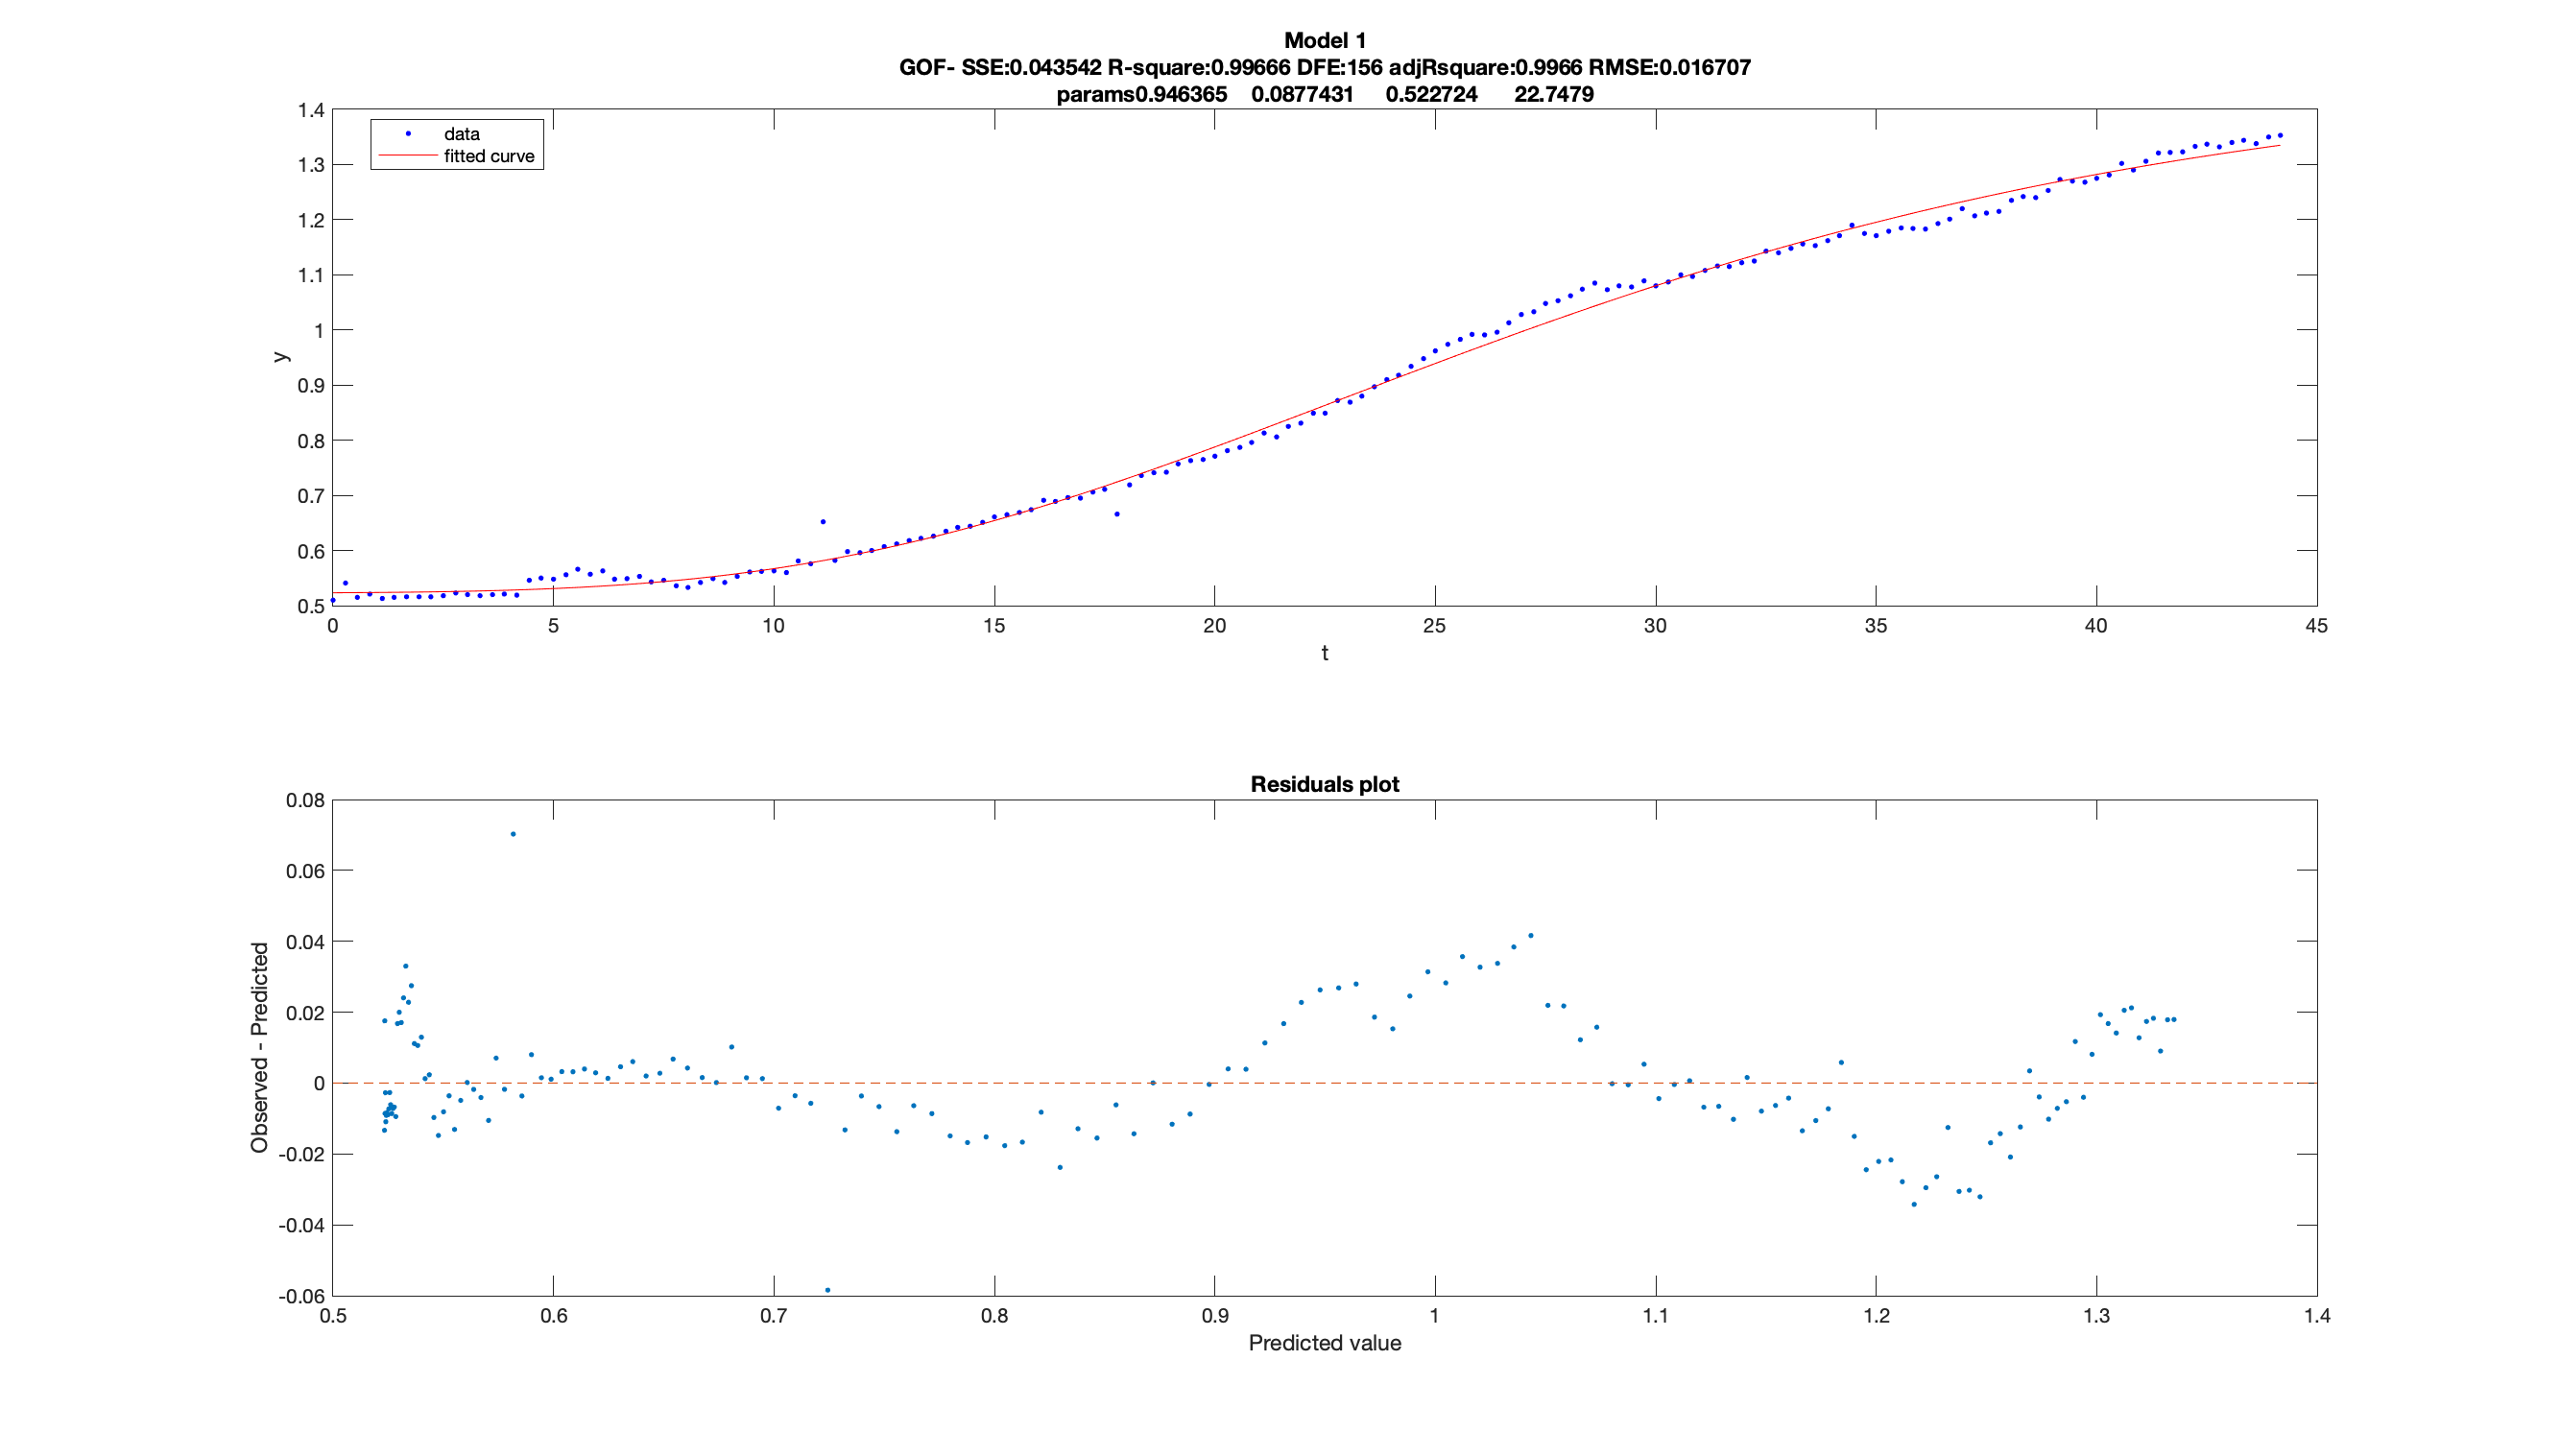 Model 1
GOF- SSE:0.043542 R-square:0.99666 DFE:156 adjRsquare:0.9966 RMSE:0.016707
params0.946365 0.0877431 0.522724 22.7479
data
fitted curve
1.4
1.3
1.2
1.1
1
0.9
0.8
0.7
0.6
0.5
y
0 5 10 15 20 25 30 35 40 45
t
Residuals plot
0.08
0.06
0.04
0.02
0
-0.02
-0.04
-0.06
Observed - Predicted
0.5 0.6 0.7 0.8 0.9 1 1.1 1.2 1.3 1.4
Predicted value